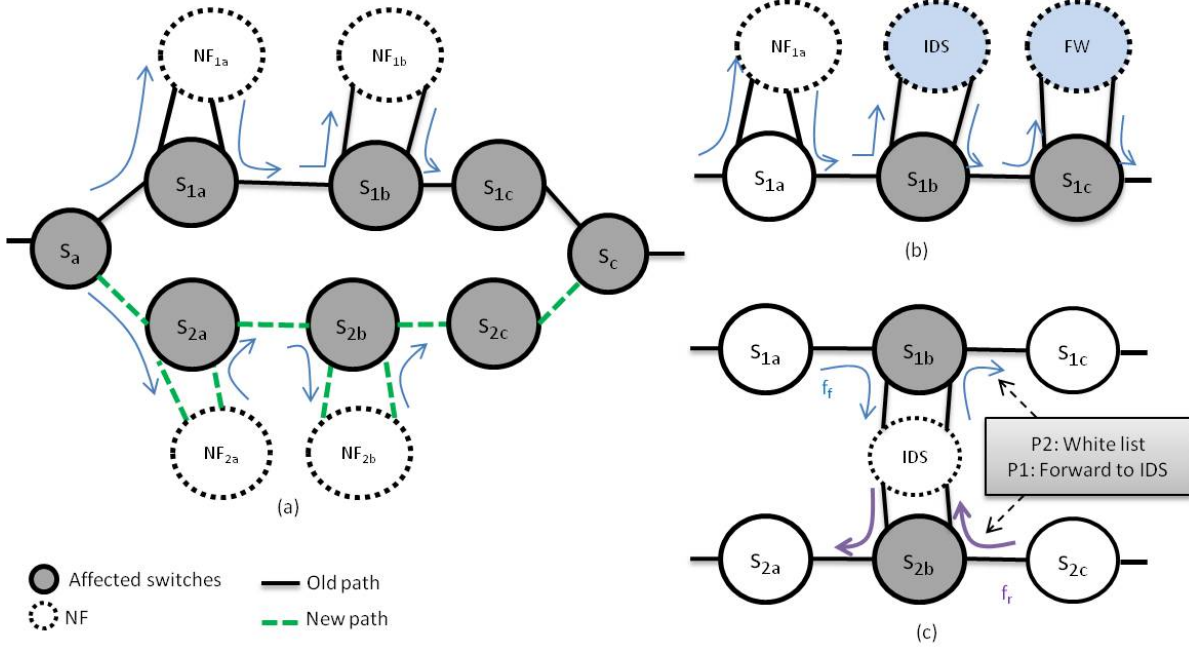 NF1a
NF1b
S1a
S1b
S1c
Sa
Sc
S2a
S2b
S2c
NF2a
NF2b
(a)
Affected switches
NF
Old path
New path
NF1a
IDS
FW
S1a
S1b
S1c
(b)
S1a
S1b
S1c
ff
IDS
P2: White list
P1: Forward to IDS
S2a
S2b
S2c
fr
(c)